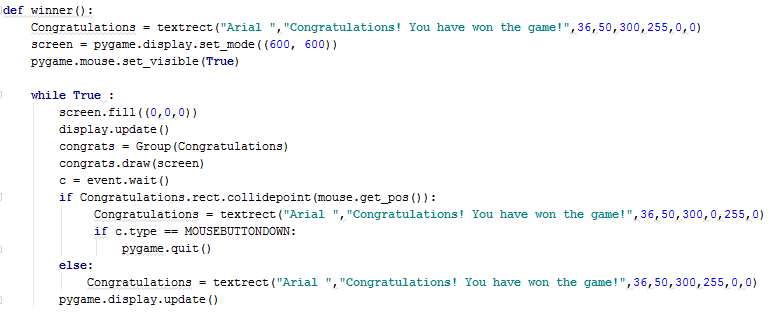 def winner():
    Congratulations = textrect("Arial ","Congratulations! You have won the game!",36,50,300,255,0,0)
    screen = pygame.display.set_mode((600, 600))
    pygame.mouse.set_visible(True)

    while True :
        screen.fill((0,0,0))
        display.update()
        congrats = Group(Congratulations)
        congrats.draw(screen)
        c = event.wait()
        if Congratulations.rect.collidepoint(mouse.get_pos()):
            Congratulations = textrect("Arial ","Congratulations! You have won the game!",36,50,300,0,255,0)
            if c.type == MOUSEBUTTONDOWN:
                pygame.quit()
        else:
            Congratulations = textrect("Arial ","Congratulations! You have won the game!",36,50,300,255,0,0)
        pygame.display.update()